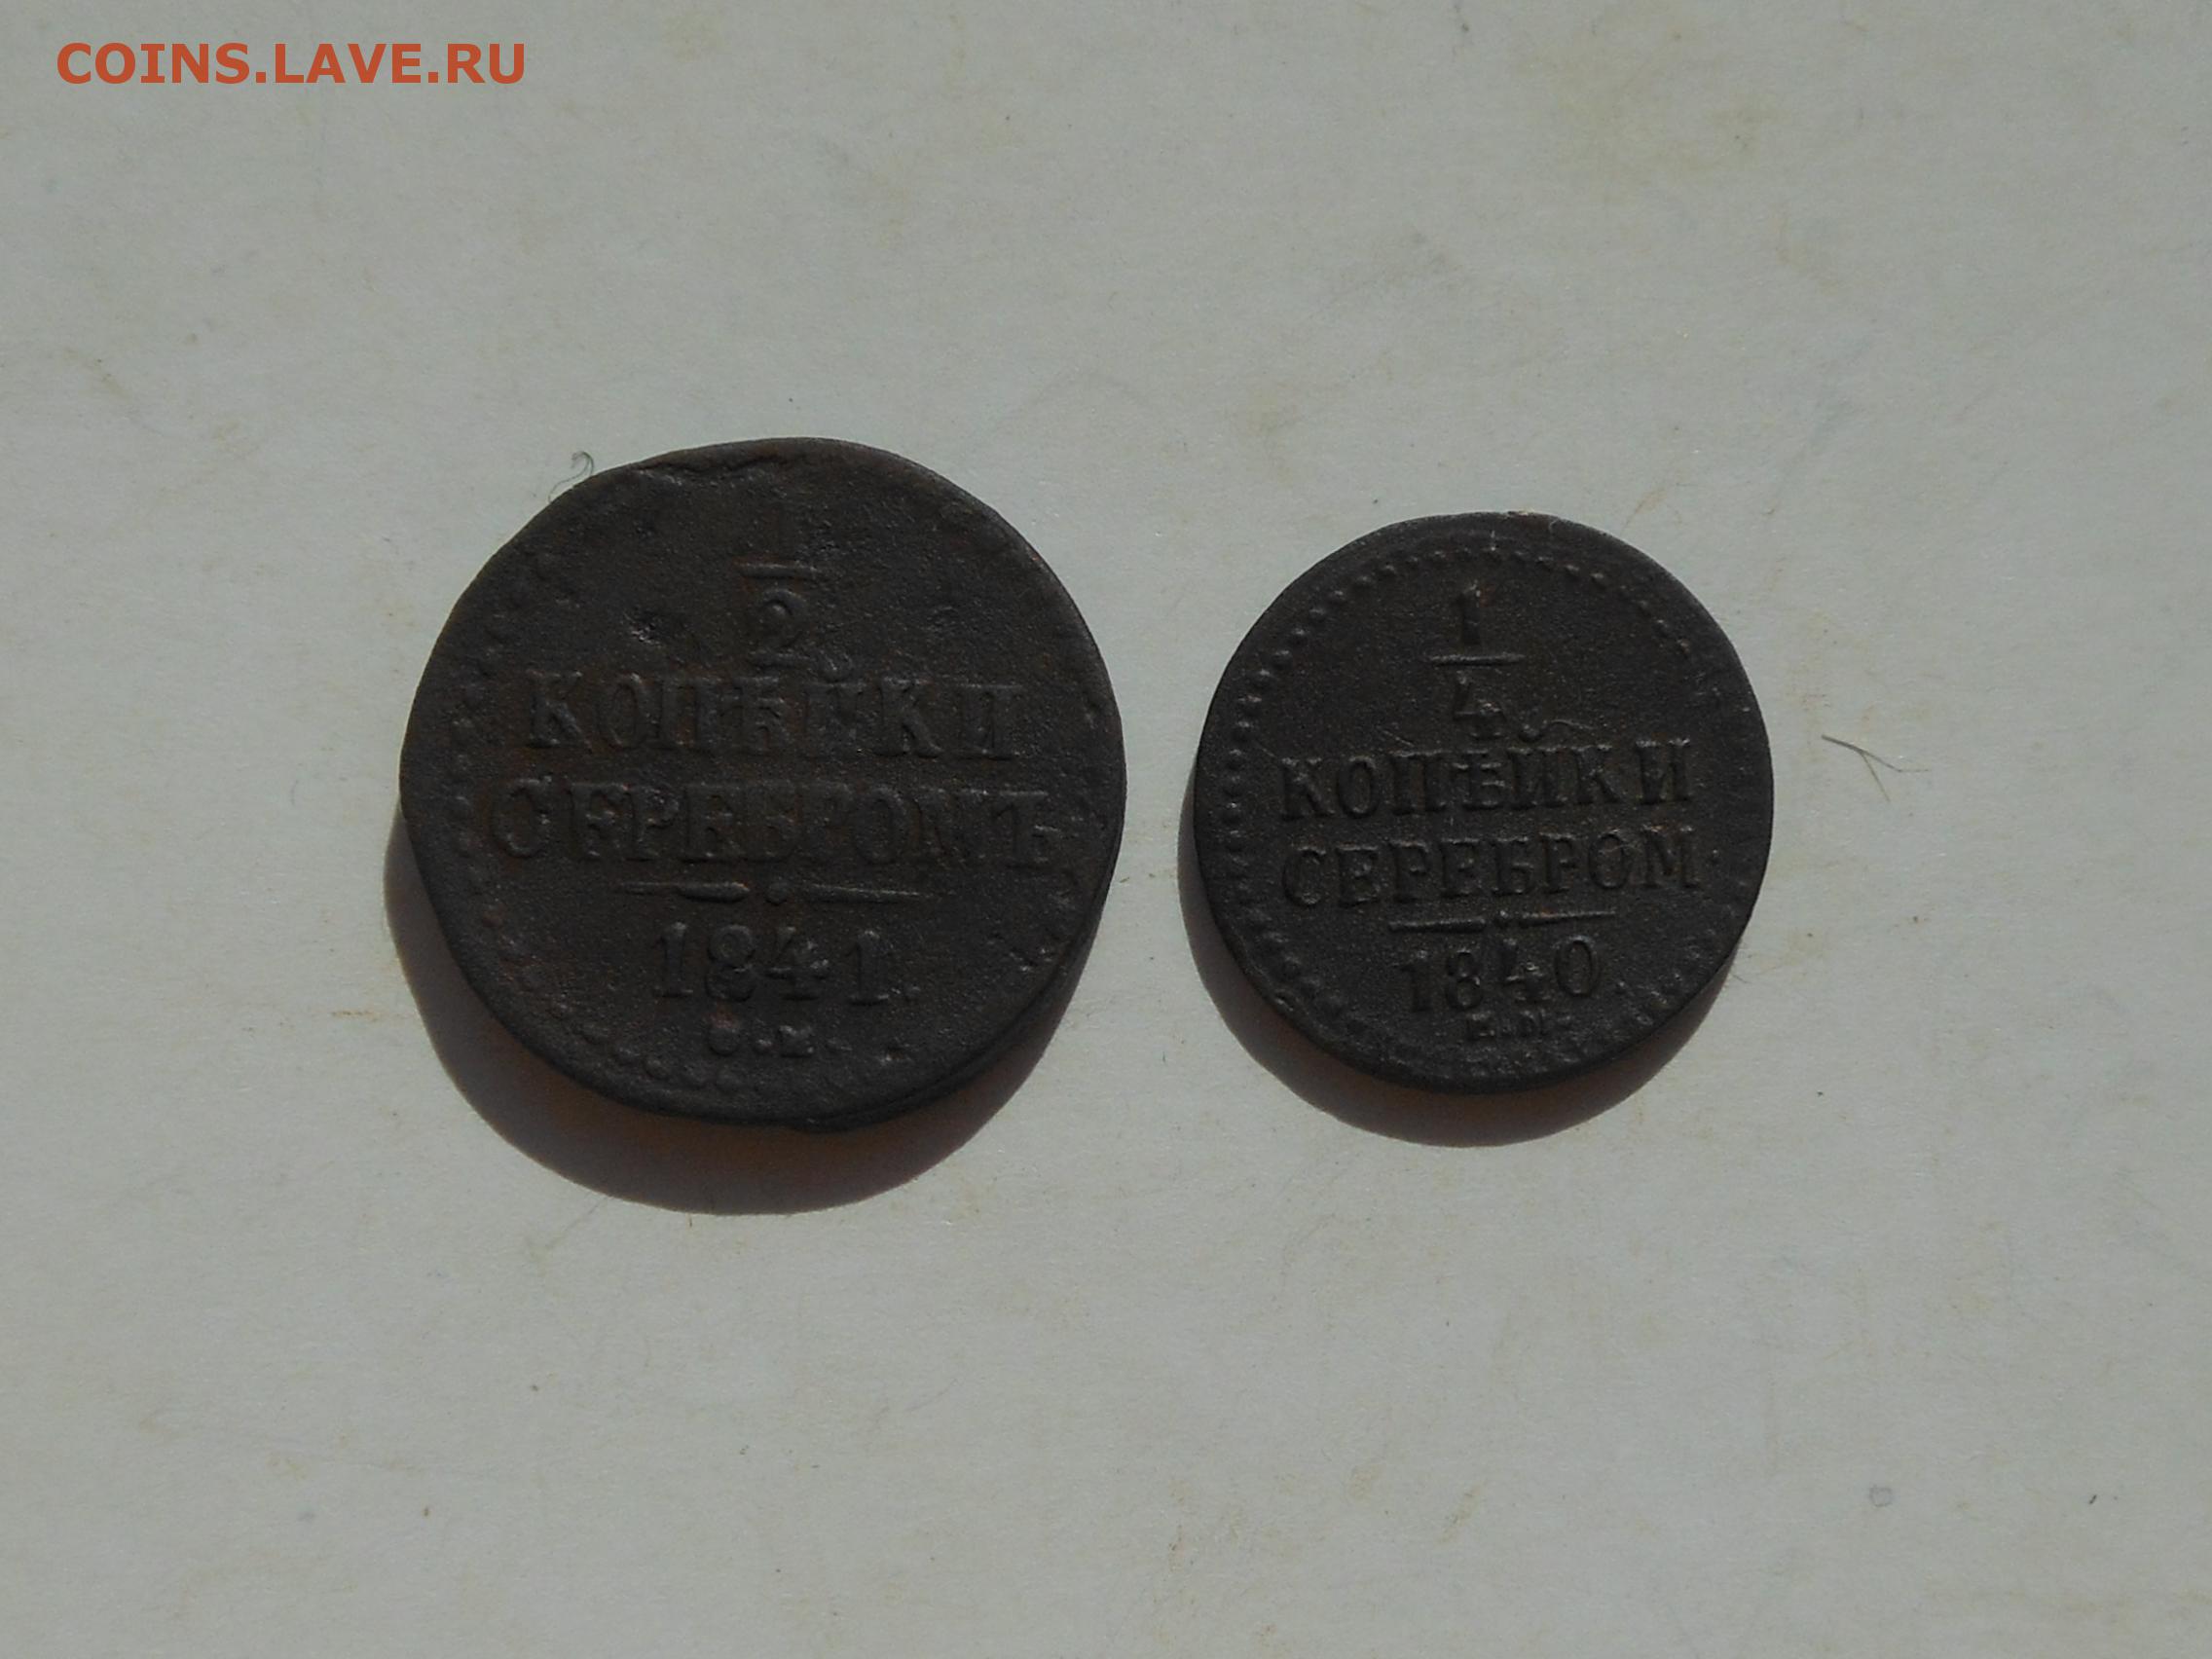 COINS.LAVE.RU
1
2
КОПѢЙКИ
СЕРЕБРОМЪ
1841.
С.М.
1
4.
КОПѢЙКИ
СЕРЕБРОМ
1840.